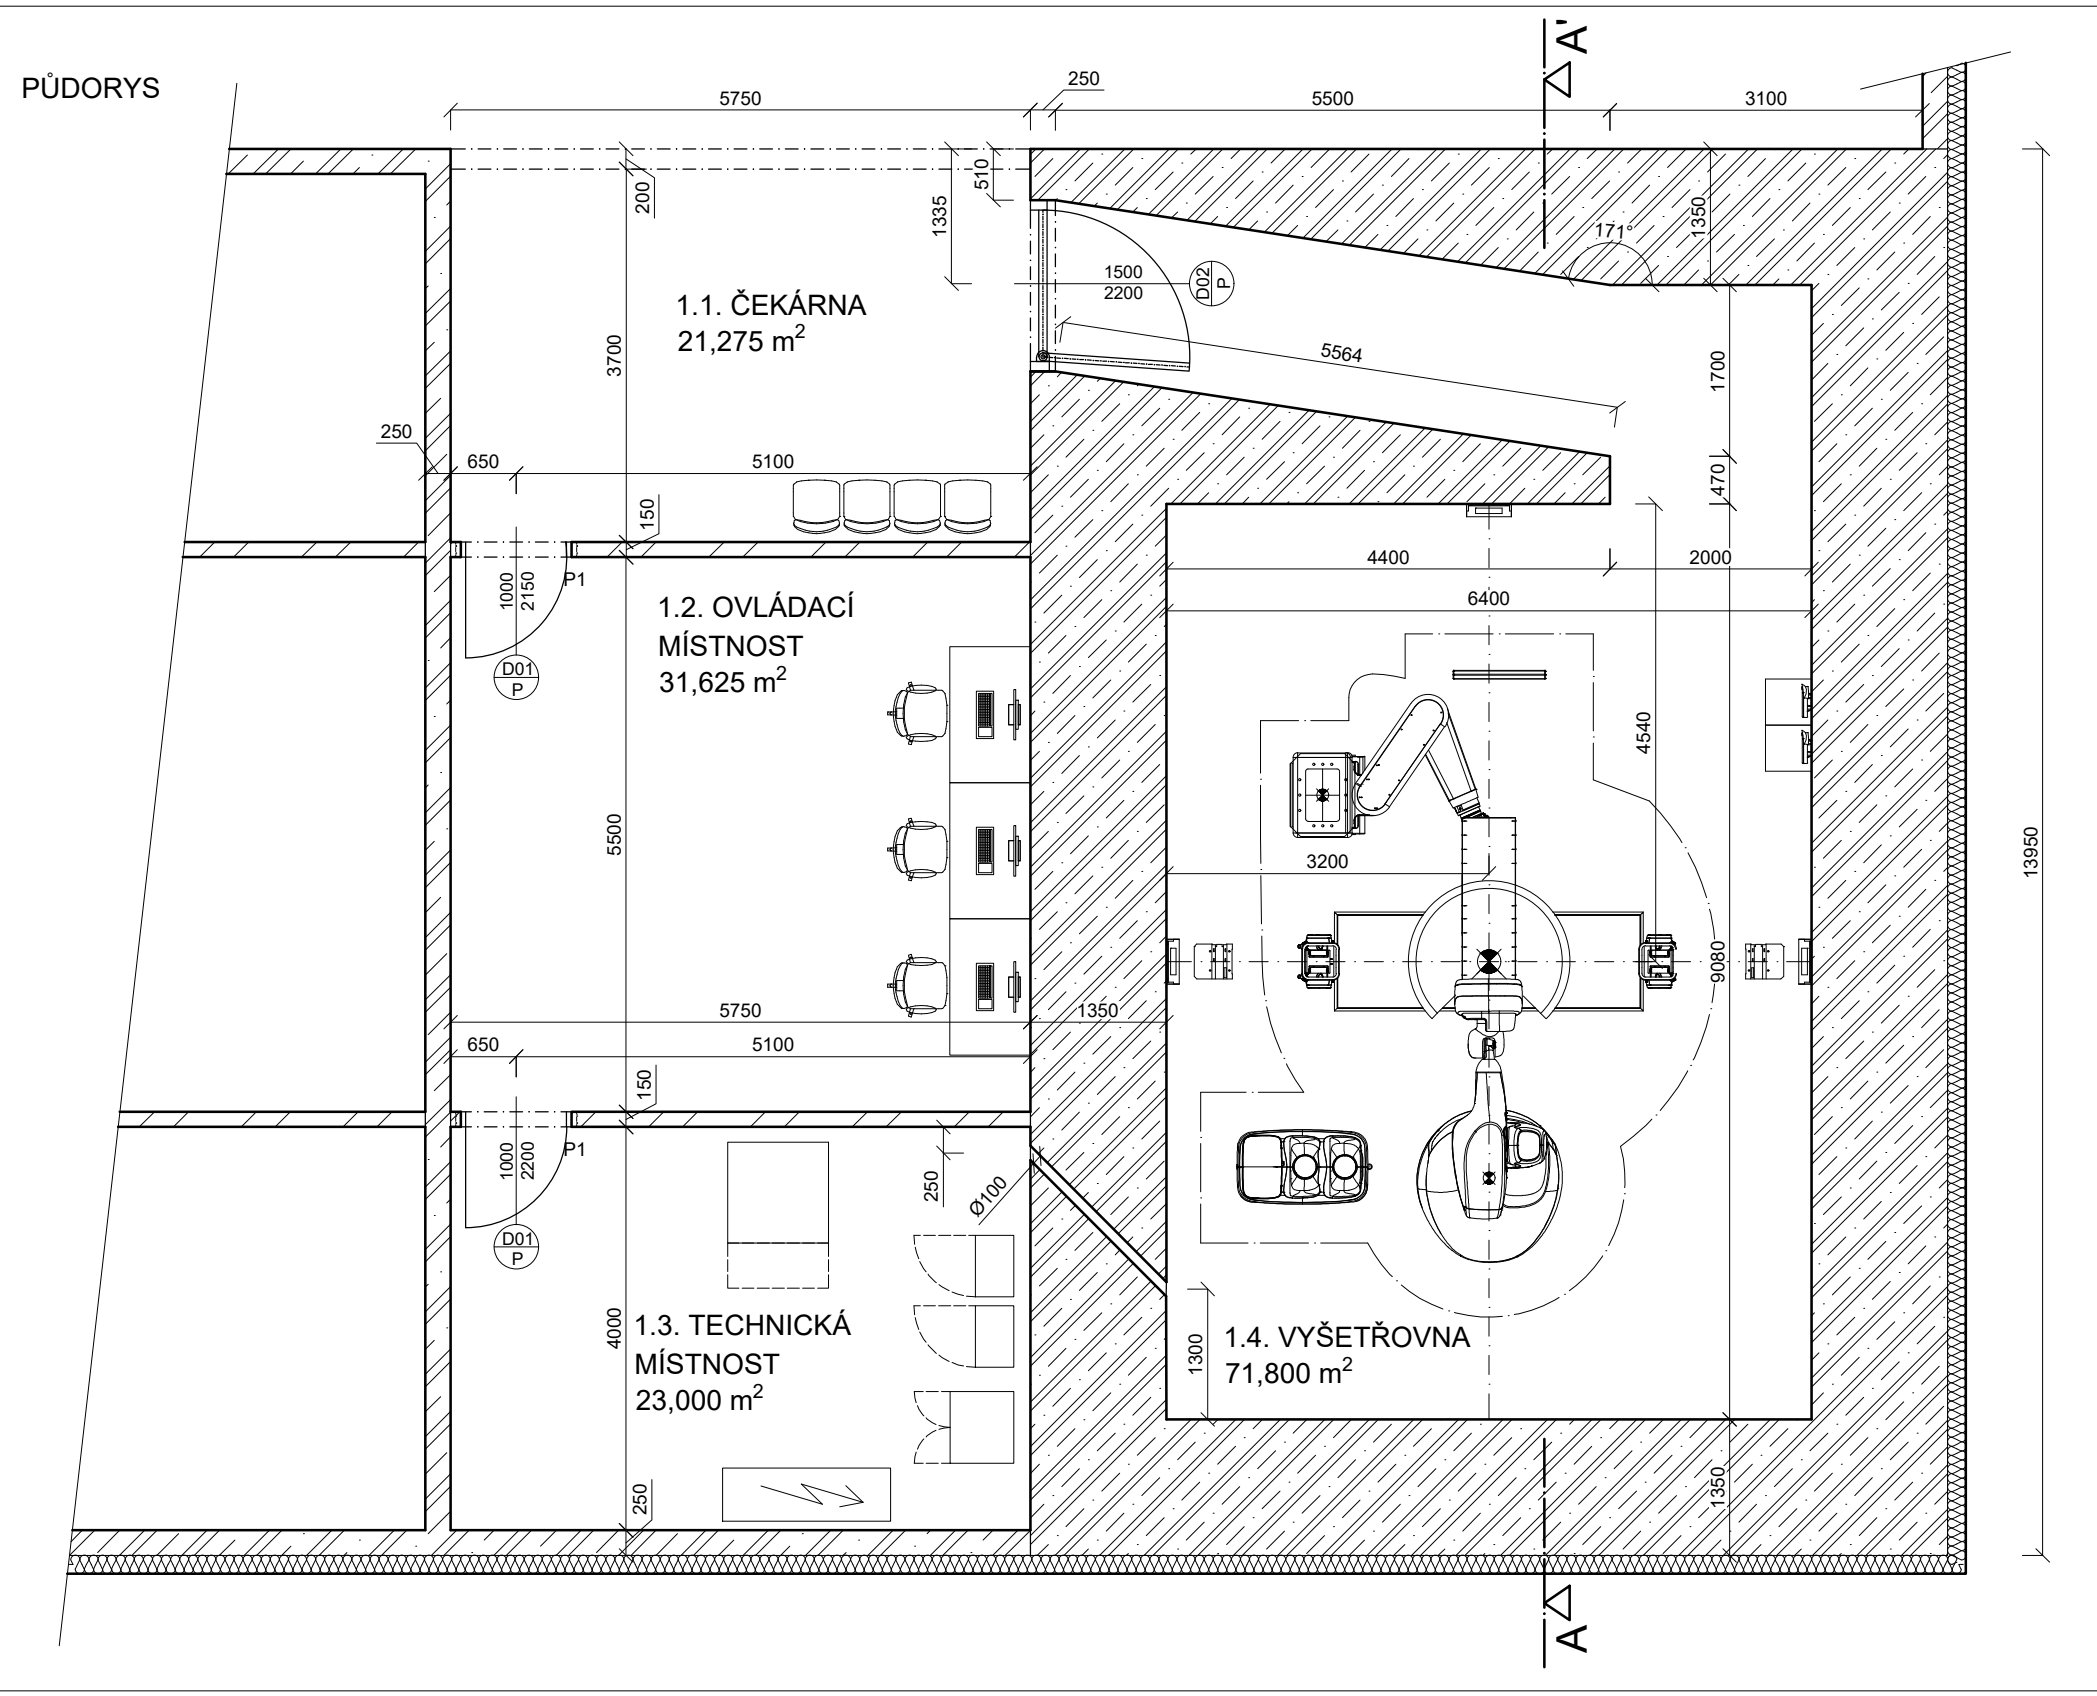 A'
PŮDORYS
250
5750
5500
3100
200
510
1335
1350
171°
1500
2200
D02
P
1.1. ČEKÁRNA
21,275 m²
3700
5564
1700
250
650
5100
470
150
4400
2000
6400
1000
2150
P1
D01
P
1.2. OVLÁDACÍ
MÍSTNOST
31,625 m²
4540
5500
3200
13950
9080
5750
1350
650
5100
150
1000
2200
P1
D01
P
250
Ø100
4000
1.3. TECHNICKÁ
MÍSTNOST
23,000 m²
1300
1.4. VYŠETŘOVNA
71,800 m²
250
1350
A